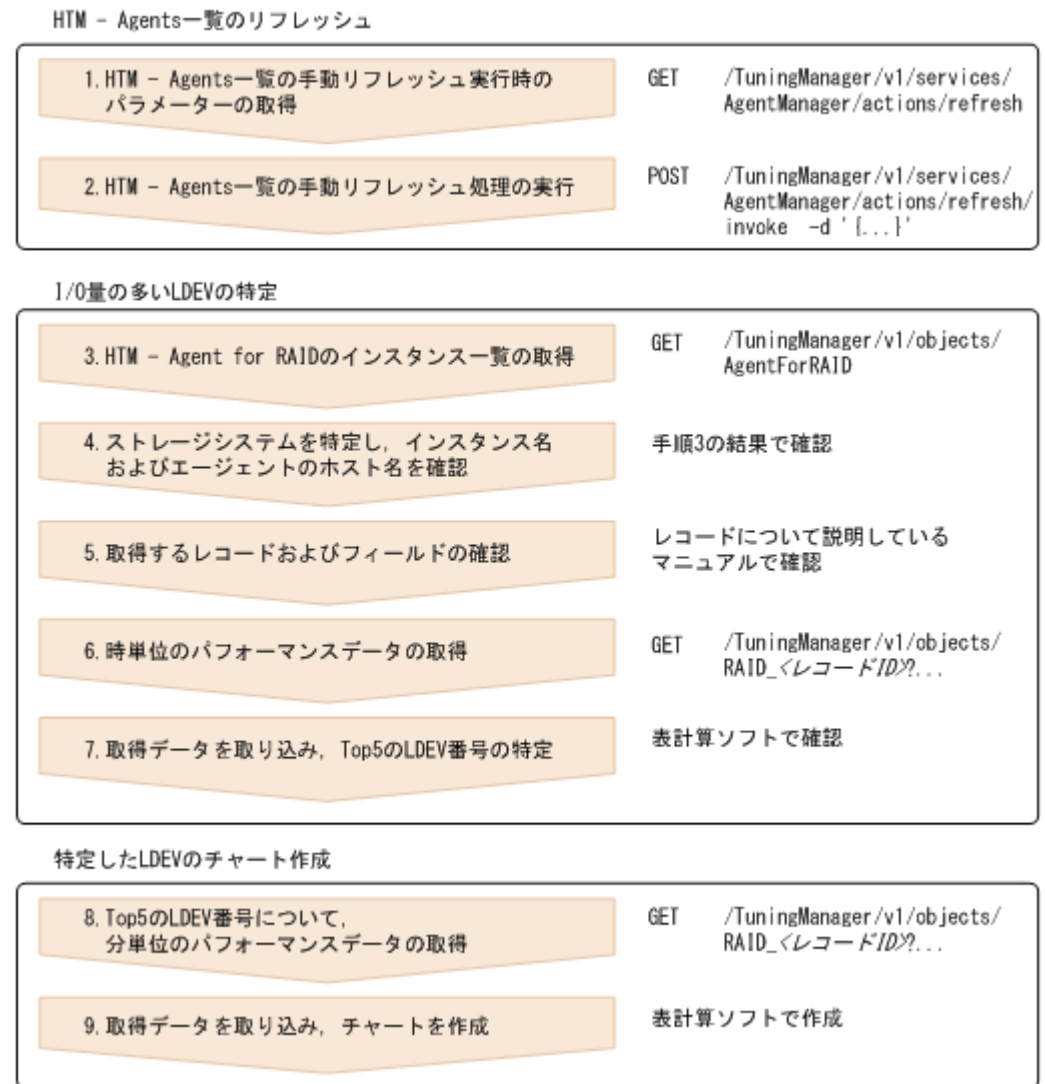 HTM - Agents一覧のリフレッシュ
1. HTM - Agents一覧の手動リフレッシュ実行時の
パラメーターの取得
GET /TuningManager/v1/services/
AgentManager/actions/refresh
2. HTM - Agents一覧の手動リフレッシュ処理の実行
POST /TuningManager/v1/services/
AgentManager/actions/refresh/
invoke -d '{...}'
I/O量の多いLDEVの特定
3. HTM - Agent for RAIDのインスタンス一覧の取得
GET /TuningManager/v1/objects/
AgentForRAID
4. ストレージシステムを特定し，インスタンス名
およびエージェントのホスト名を確認
手順3の結果で確認
5. 取得するレコードおよびフィールドの確認
レコードについて説明している
マニュアルで確認
6. 時単位のパフォーマンスデータの取得
GET /TuningManager/v1/objects/
RAID_<レコードID>?...
7. 取得データを取り込み，Top5のLDEV番号の特定
表計算ソフトで確認
特定したLDEVのチャート作成
8. Top5のLDEV番号について，
分単位のパフォーマンスデータの取得
GET /TuningManager/v1/objects/
RAID_<レコードID>?...
9. 取得データを取り込み，チャートを作成
表計算ソフトで作成